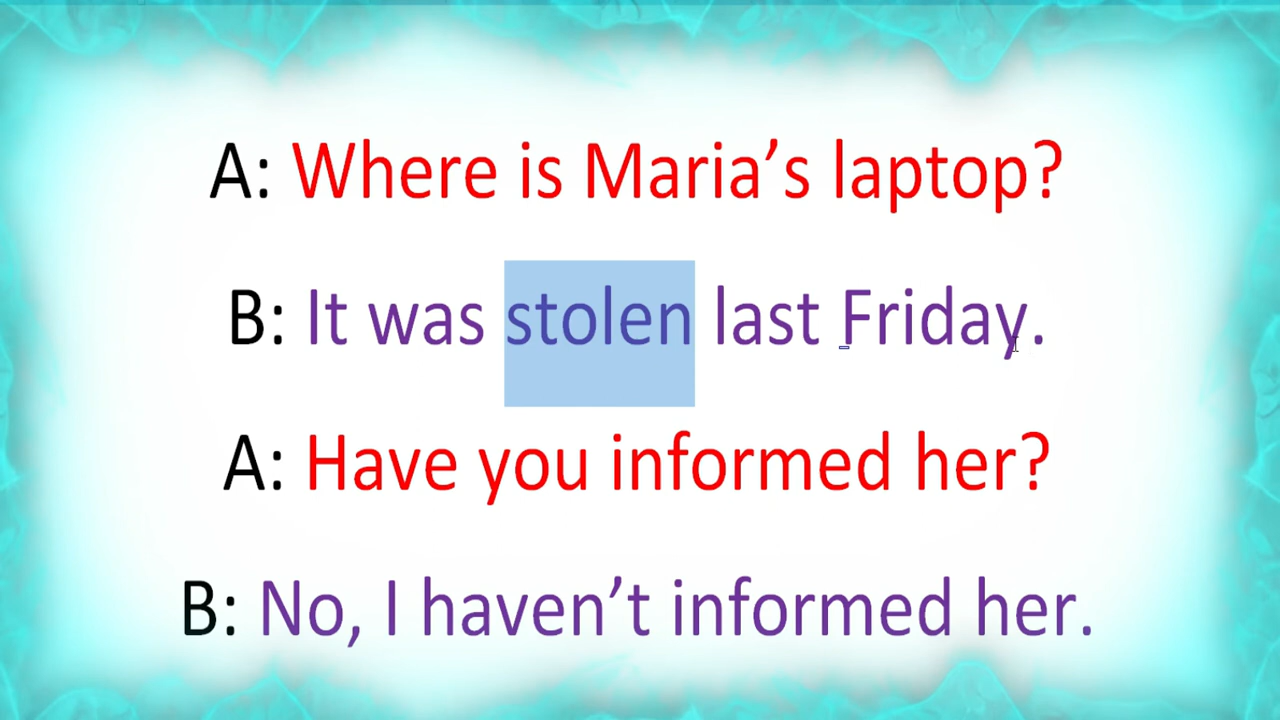 A: Where is Maria’s laptop?
B: It was stolen last Friday.
A: Have you informed her?
B: No, I haven’t informed her.